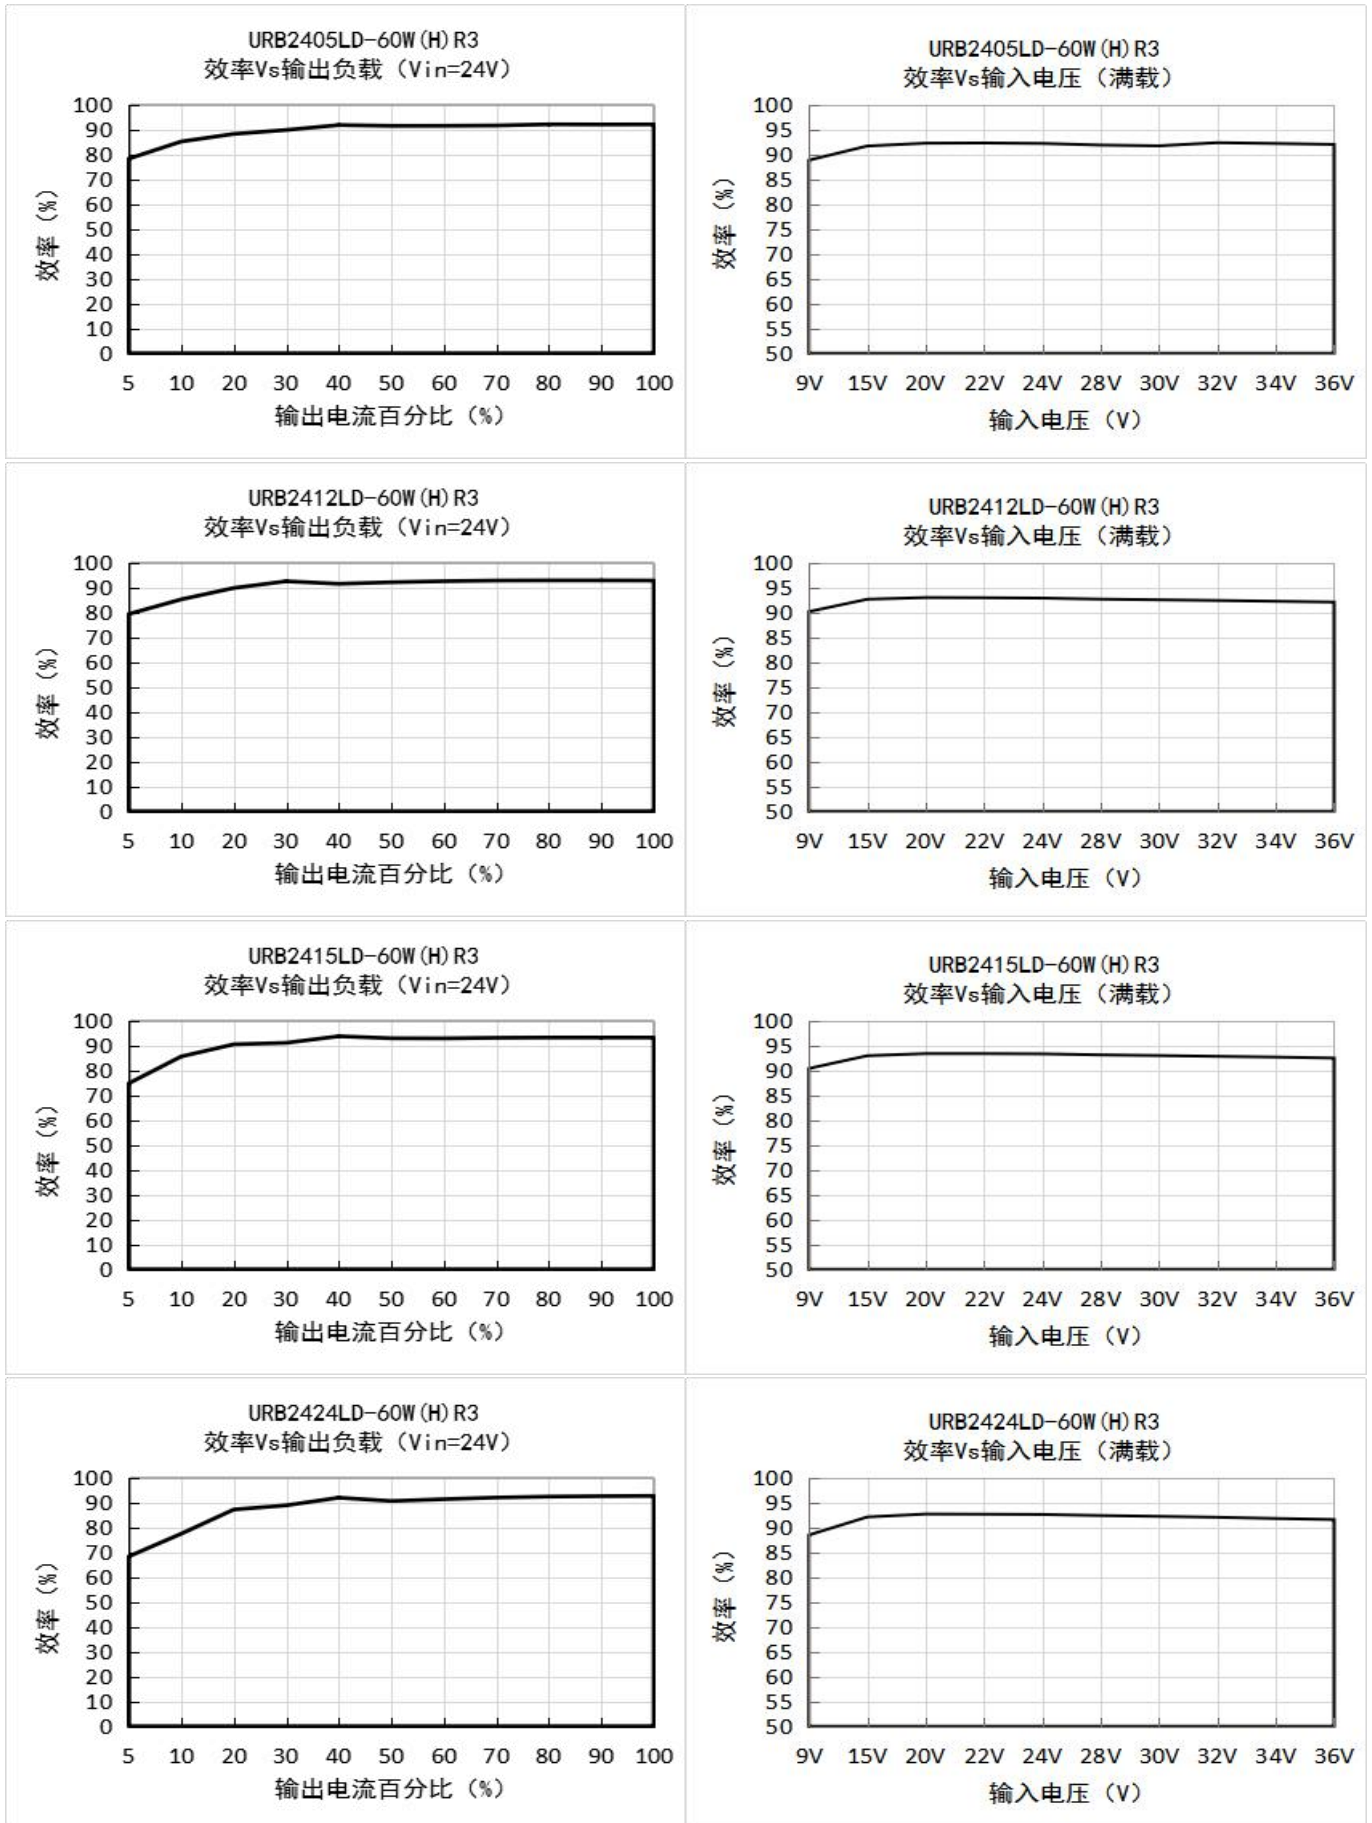 URB2405LD-60W(H)R3
效率Vs输出负载（Vin=24V）
100
90
80
70
60
50
40
30
20
10
0
效率（%）
5 10 20 30 40 50 60 70 80 90 100
输出电流百分比（%）
URB2405LD-60W(H)R3
效率Vs输入电压（满载）
100
95
90
85
80
75
70
65
60
55
50
效率（%）
9V 15V 20V 22V 24V 28V 30V 32V 34V 36V
输入电压（V）
URB2412LD-60W(H)R3
效率Vs输出负载（Vin=24V）
100
90
80
70
60
50
40
30
20
10
0
效率（%）
5 10 20 30 40 50 60 70 80 90 100
输出电流百分比（%）
URB2412LD-60W(H)R3
效率Vs输入电压（满载）
100
95
90
85
80
75
70
65
60
55
50
效率（%）
9V 15V 20V 22V 24V 28V 30V 32V 34V 36V
输入电压（V）
URB2415LD-60W(H)R3
效率Vs输出负载（Vin=24V）
100
90
80
70
60
50
40
30
20
10
0
效率（%）
5 10 20 30 40 50 60 70 80 90 100
输出电流百分比（%）
URB2415LD-60W(H)R3
效率Vs输入电压（满载）
100
95
90
85
80
75
70
65
60
55
50
效率（%）
9V 15V 20V 22V 24V 28V 30V 32V 34V 36V
输入电压（V）
URB2424LD-60W(H)R3
效率Vs输出负载（Vin=24V）
100
90
80
70
60
50
40
30
20
10
0
效率（%）
5 10 20 30 40 50 60 70 80 90 100
输出电流百分比（%）
URB2424LD-60W(H)R3
效率Vs输入电压（满载）
100
95
90
85
80
75
70
65
60
55
50
效率（%）
9V 15V 20V 22V 24V 28V 30V 32V 34V 36V
输入电压（V）